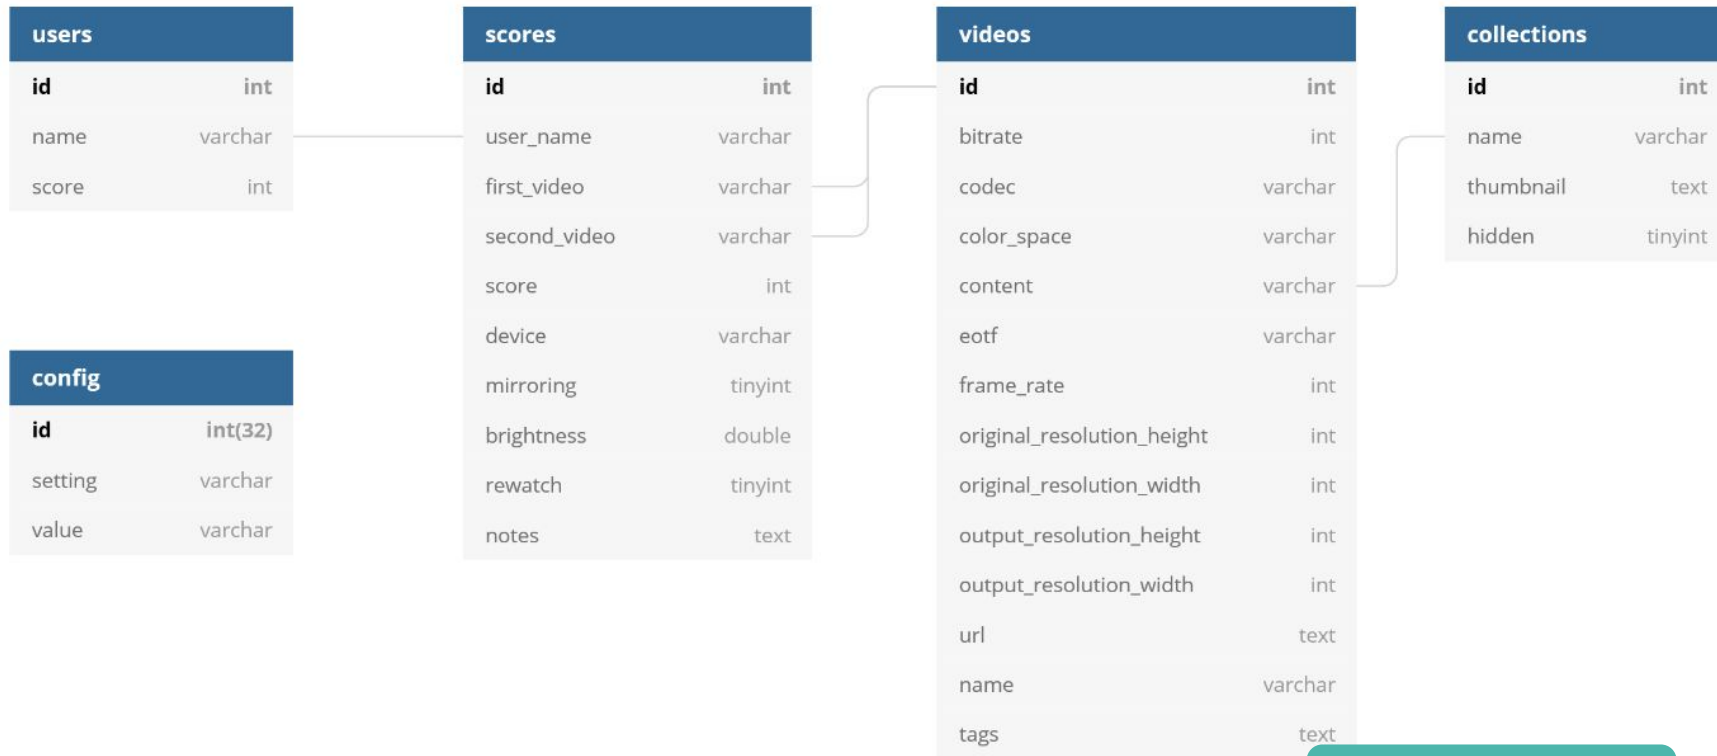 users
id int
name varchar
score int
config
id int(32)
setting varchar
value varchar
scores
id int
user_name varchar
first_video varchar
second_video varchar
score int
device varchar
mirroring tinyint
brightness double
rewatch tinyint
notes text
videos
id int
bitrate int
codec varchar
color_space varchar
content varchar
eotf varchar
frame_rate int
original_resolution_height int
original_resolution_width int
output_resolution_height int
output_resolution_width int
url text
name varchar
tags text
collections
id int
name varchar
thumbnail text
hidden tinyint